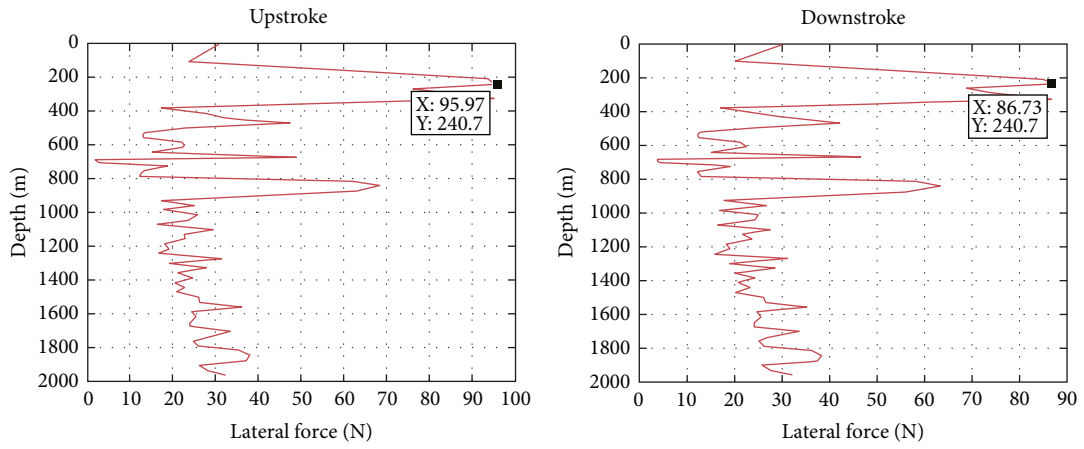 Upstroke
0
200
400
600
800
1000
1200
1400
1600
1800
2000
Depth (m)
X: 95.97
Y: 240.7
0 10 20 30 40 50 60 70 80 90 100
Lateral force (N)
Downstroke
0
200
400
600
800
1000
1200
1400
1600
1800
2000
Depth (m)
X: 86.73
Y: 240.7
0 10 20 30 40 50 60 70 80 90
Lateral force (N)